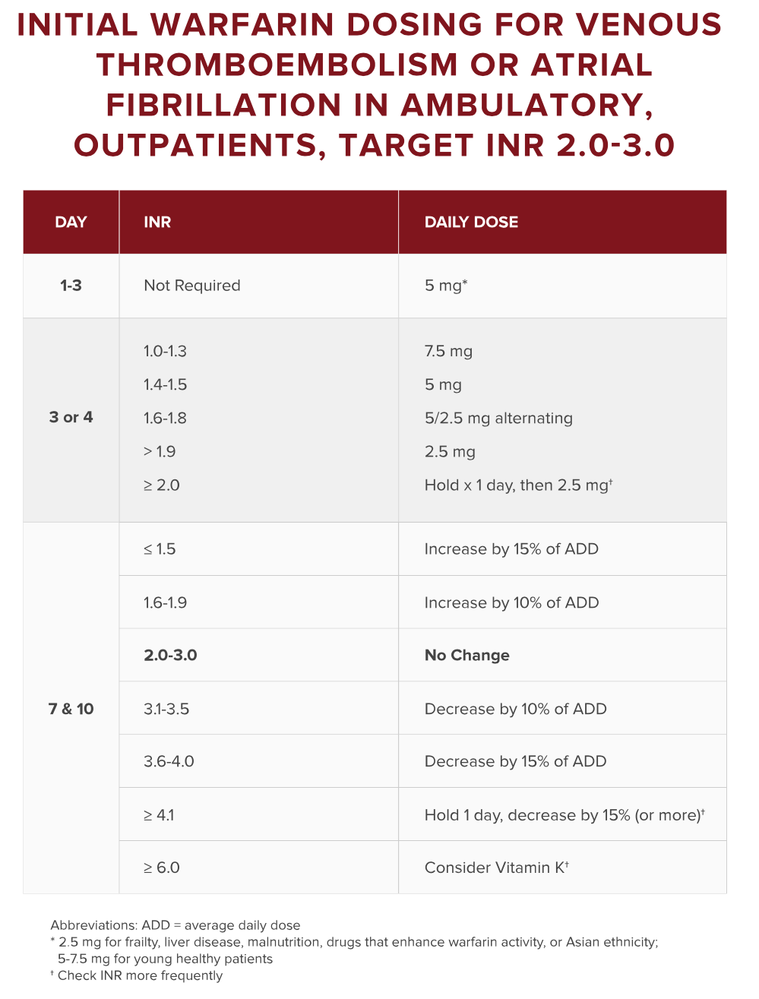 INITIAL WARFARIN DOSING FOR VENOUS
THROMBOEMBOLISM OR ATRIAL
FIBRILLATION IN AMBULATORY,
OUTPATIENTS, TARGET INR 2.0-3.0
DAY INR DAILY DOSE
1-3 Not Required 5 mg*
3 or 4
1.0-1.3 7.5 mg
1.4-1.5 5 mg
1.6-1.8 5/2.5 mg alternating
> 1.9 2.5 mg
≥ 2.0 Hold x 1 day, then 2.5 mg†
7 & 10
≤ 1.5 Increase by 15% of ADD
1.6-1.9 Increase by 10% of ADD
2.0-3.0 No Change
3.1-3.5 Decrease by 10% of ADD
3.6-4.0 Decrease by 15% of ADD
≥ 4.1 Hold 1 day, decrease by 15% (or more)†
≥ 6.0 Consider Vitamin K†
Abbreviations: ADD = average daily dose
* 2.5 mg for frailty, liver disease, malnutrition, drugs that enhance warfarin activity, or Asian ethnicity;
5-7.5 mg for young healthy patients
† Check INR more frequently